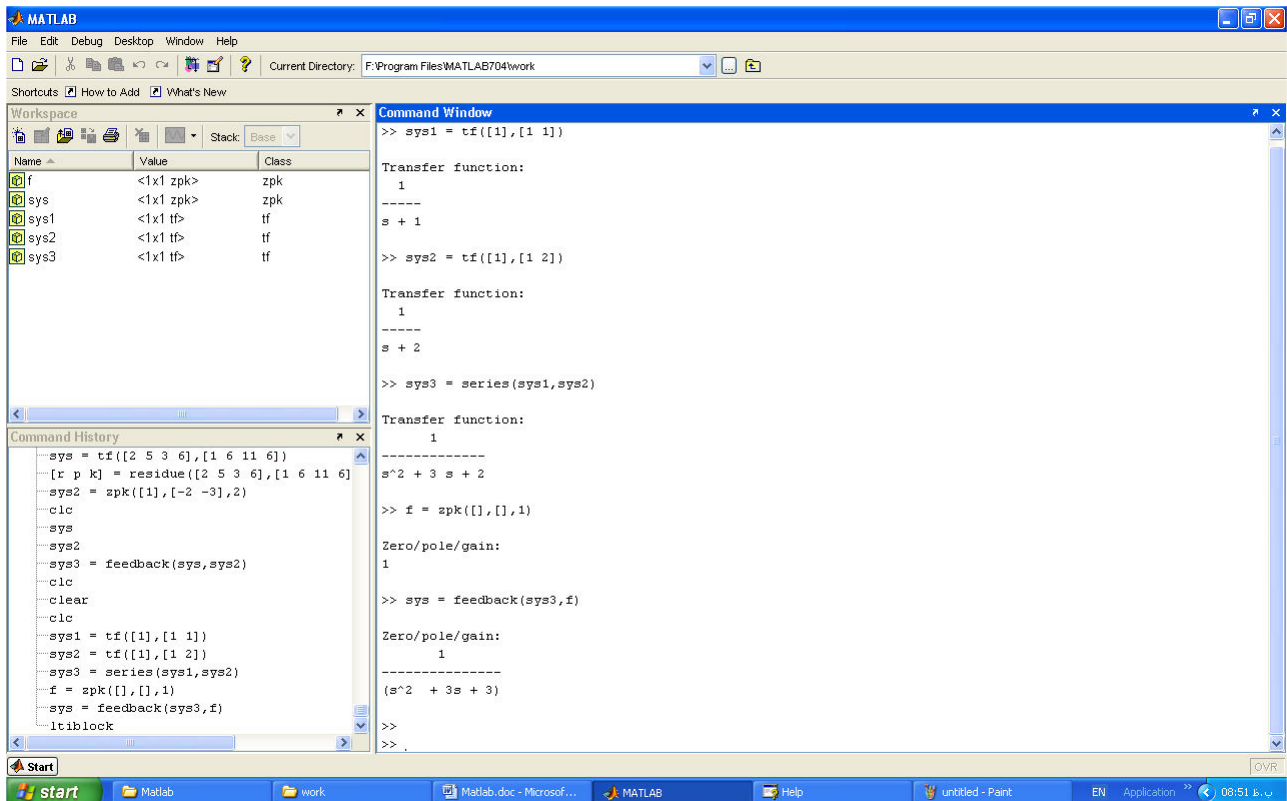 MATLAB
File Edit Debug Desktop Window Help
Current Directory: F:\Program Files\MATLAB704\work
Shortcuts How to Add What's New
Workspace
Stack: Base
Name Value Class
f <1x1 zpk> zpk
sys <1x1 zpk> zpk
sys1 <1x1 tf> tf
sys2 <1x1 tf> tf
sys3 <1x1 tf> tf
Command History
sys = tf([2 5 3 6],[1 6 11 6])
[r p k] = residue([2 5 3 6],[1 6 11 6]
sys2 = zpk([1],[-2 -3],2)
clc
sys
sys2
sys3 = feedback(sys,sys2)
clc
clear
clc
sys1 = tf([1],[1 1])
sys2 = tf([1],[1 2])
sys3 = series(sys1,sys2)
f = zpk([],[],1)
sys = feedback(sys3,f)
ltiblock
Command Window
>> sys1 = tf([1],[1 1])
Transfer function:
1
-----
s + 1
>> sys2 = tf([1],[1 2])
Transfer function:
1
-----
s + 2
>> sys3 = series(sys1,sys2)
Transfer function:
1
-------------
s^2 + 3 s + 2
>> f = zpk([],[],1)
Zero/pole/gain:
1
>> sys = feedback(sys3,f)
Zero/pole/gain:
1
---------------
(s^2 + 3s + 3)
>>
>>
Start
OVR
start Matlab work Matlab.doc - Microsof... MATLAB Help untitled - Paint EN Application 08:51 ب.ظ